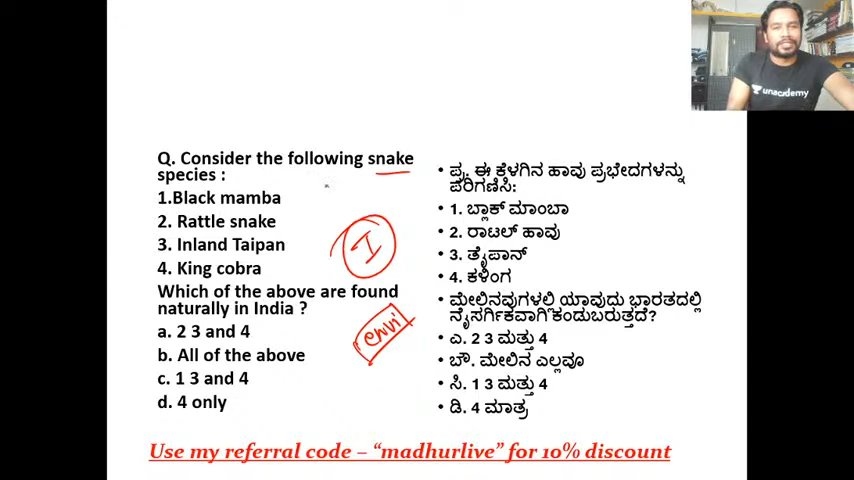 unacademy
Q. Consider the following snake
species :
1.Black mamba
2. Rattle snake
3. Inland Taipan
4. King cobra
Which of the above are found
naturally in India ?
a. 2 3 and 4
b. All of the above
c. 1 3 and 4
d. 4 only
I
envi
• ಪ್ರ. ಈ ಕೆಳಗಿನ ಹಾವು ಪ್ರಭೇದಗಳನ್ನು
ಪರಿಗಣಿಸಿ:
• 1. ಬ್ಲಾಕ್ ಮಾಂಬಾ
• 2. ರಾಟಲ್ ಹಾವು
• 3. ತೈಪಾನ್
• 4. ಕಳಿಂಗ
• ಮೇಲಿನವುಗಳಲ್ಲಿ ಯಾವುದು ಭಾರತದಲ್ಲಿ
ನೈಸರ್ಗಿಕವಾಗಿ ಕಂಡುಬರುತ್ತದೆ?
• ಎ. 2 3 ಮತ್ತು 4
• ಬೌ. ಮೇಲಿನ ಎಲ್ಲವೂ
• ಸಿ. 1 3 ಮತ್ತು 4
• ಡಿ. 4 ಮಾತ್ರ
Use my referral code – “madhurlive” for 10% discount